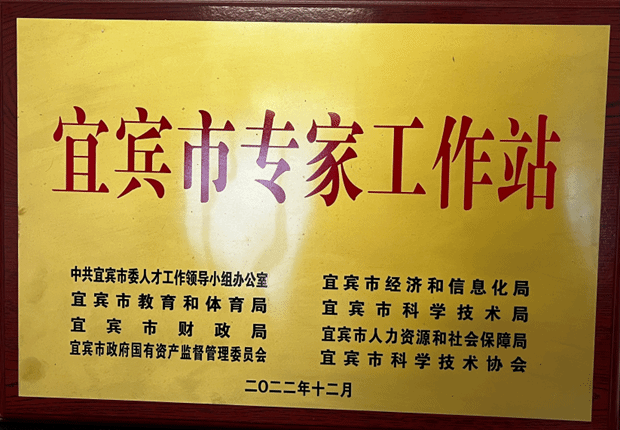 宜宾市专家工作站
中共宜宾市委人才工作领导小组办公室
宜宾市教育和体育局
宜宾市财政局
宜宾市政府国有资产监督管理委员会
宜宾市经济和信息化局
宜宾市科学技术局
宜宾市人力资源和社会保障局
宜宾市科学技术协会
二〇二二年十二月